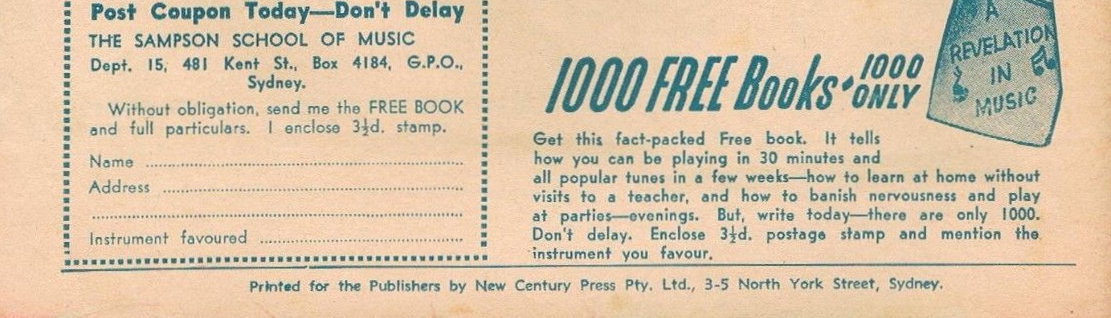 Post Coupon Today—Don't Delay
THE SAMPSON SCHOOL OF MUSIC
Dept. 15, 481 Kent St., Box 4184, G.P.O.,
Sydney.
Without obligation, send me the FREE BOOK
and full particulars. I enclose 3½d. stamp.
Name
Address
Instrument favoured
1000 FREE Books • 1000
ONLY
A
REVELATION
IN
MUSIC
Get this fact-packed Free book. It tells
how you can be playing in 30 minutes and
all popular tunes in a few weeks—how to learn at home without
visits to a teacher, and how to banish nervousness and play
at parties—evenings. But, write today—there are only 1000.
Don't delay. Enclose 3½d. postage stamp and mention the
instrument you favour.
Printed for the Publishers by New Century Press Pty. Ltd., 3-5 North York Street, Sydney.